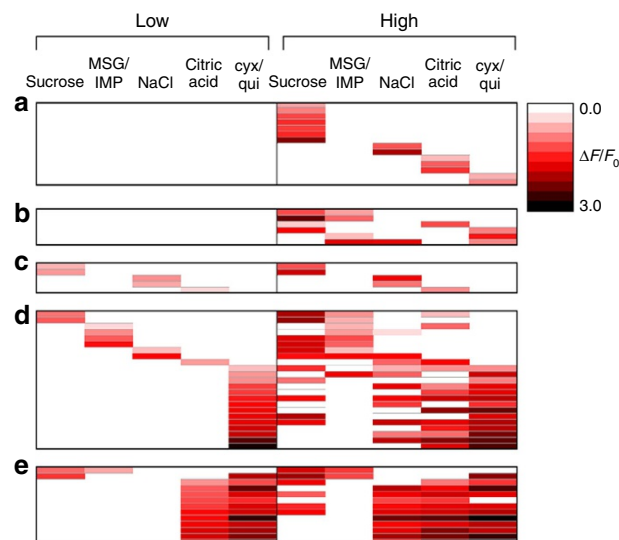 Low High
Sucrose MSG/IMP NaCl Citric acid cyx/qui Sucrose MSG/IMP NaCl Citric acid cyx/qui
a
0.0
ΔF/F0
3.0
b
c
d
e